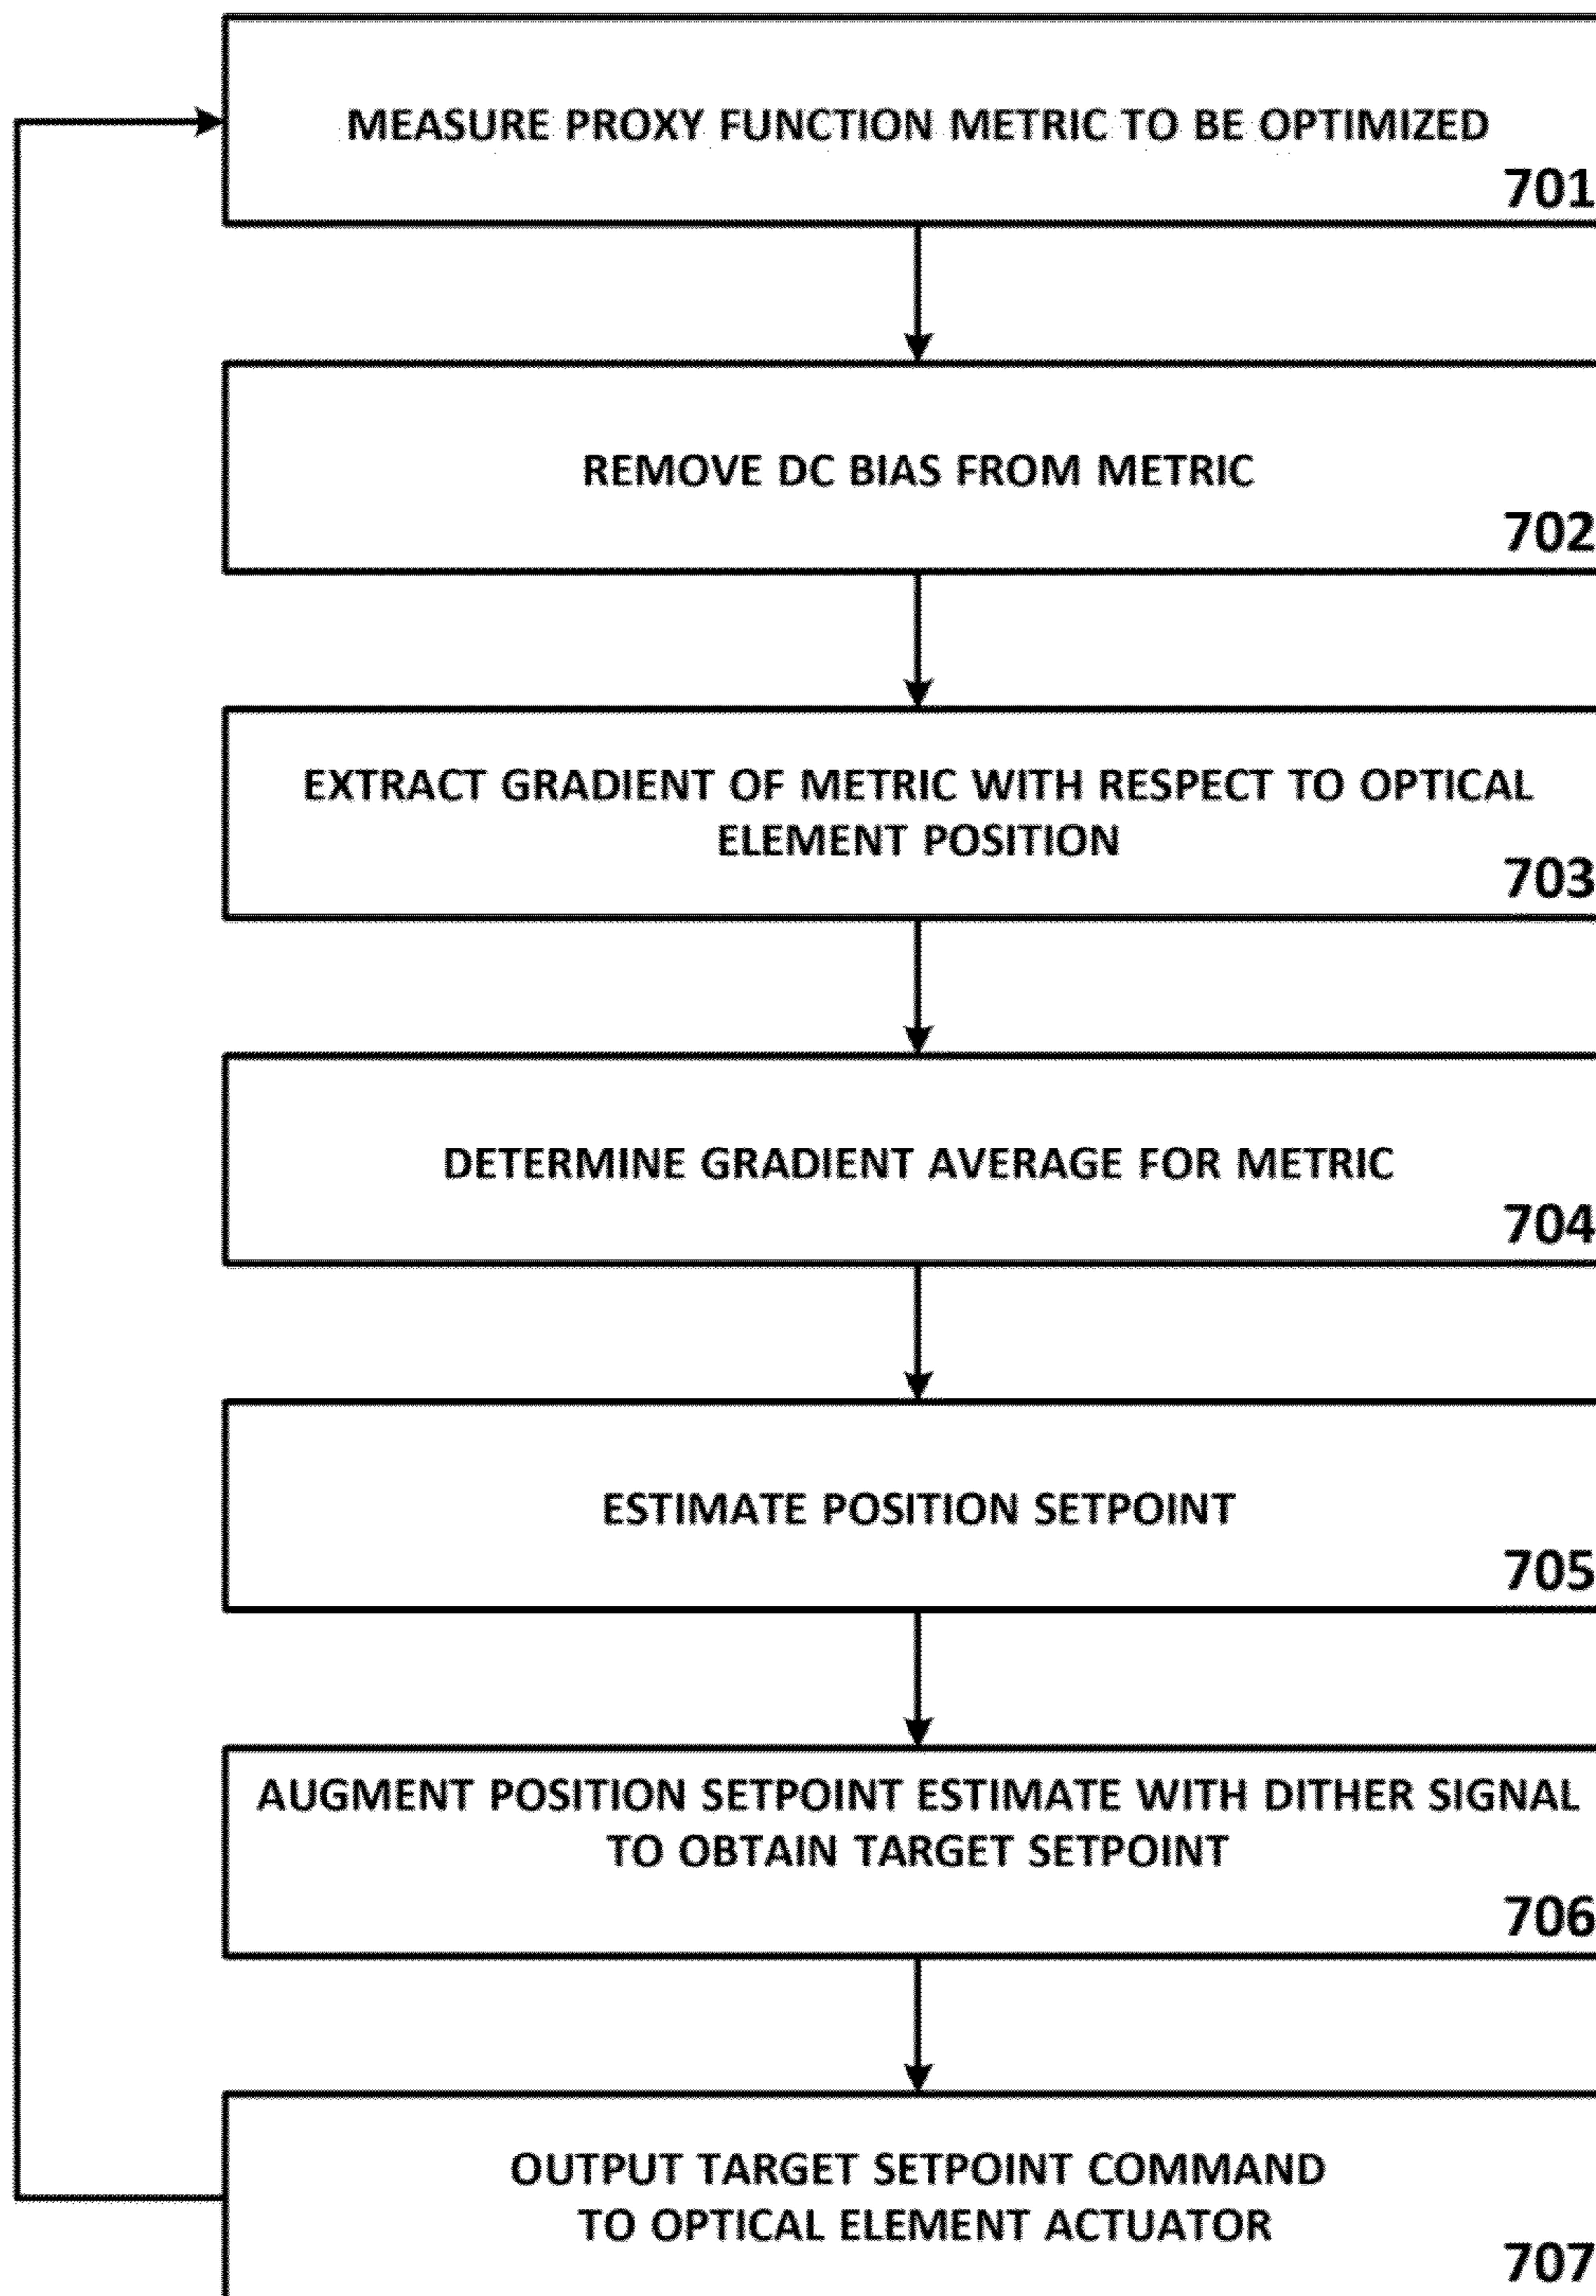 MEASURE PROXY FUNCTION METRIC TO BE OPTIMIZED
701
REMOVE DC BIAS FROM METRIC
702
EXTRACT GRADIENT OF METRIC WITH RESPECT TO OPTICAL
ELEMENT POSITION
703
DETERMINE GRADIENT AVERAGE FOR METRIC
704
ESTIMATE POSITION SETPOINT
705
AUGMENT POSITION SETPOINT ESTIMATE WITH DITHER SIGNAL
TO OBTAIN TARGET SETPOINT
706
OUTPUT TARGET SETPOINT COMMAND
TO OPTICAL ELEMENT ACTUATOR
707